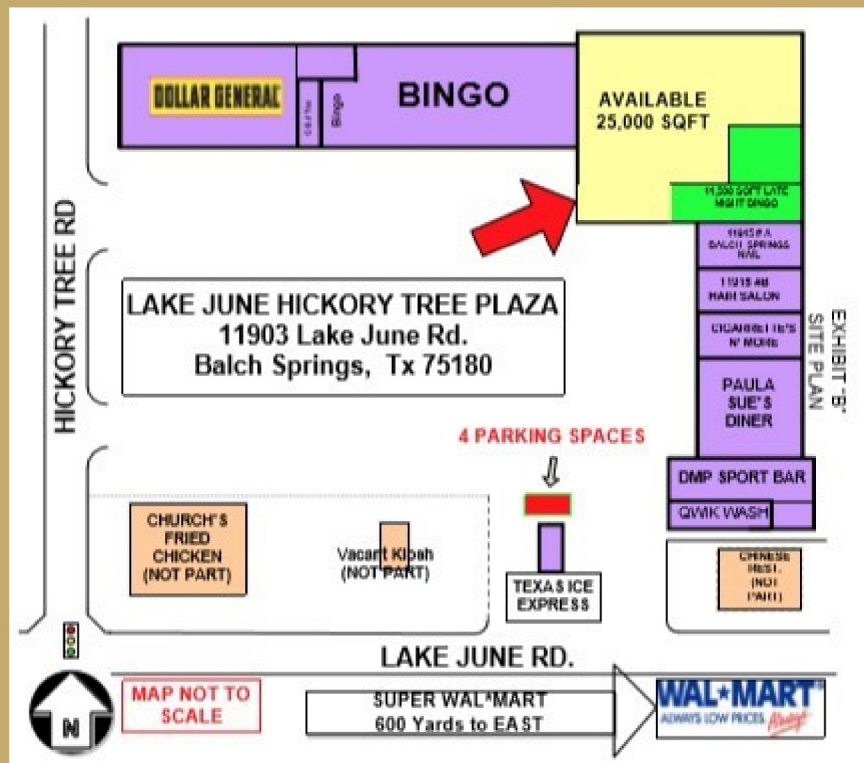 DOLLAR GENERAL
Bingo
BINGO
AVAILABLE
25,000 SQFT
SQFT LATE
NIGHT BINGO
BALCH SPRINGS
NAIL
HAIR SALON
CIGARRETTE'S
N' MORE
PAULA
SUE'S
DINER
DMP SPORT BAR
QWIK WASH
EXHIBIT "B"
SITE PLAN
HICKORY TREE RD
LAKE JUNE HICKORY TREE PLAZA
11903 Lake June Rd.
Balch Springs, Tx 75180
4 PARKING SPACES
CHURCH'S
FRIED
CHICKEN
(NOT PART)
Vacant
(NOT PART)
TEXAS ICE
EXPRESS
CHINESE
REST.
(NOT
PART)
LAKE JUNE RD.
N
MAP NOT TO
SCALE
SUPER WAL*MART
600 Yards to EAST
WAL★MART
ALWAYS LOW PRICES. Always